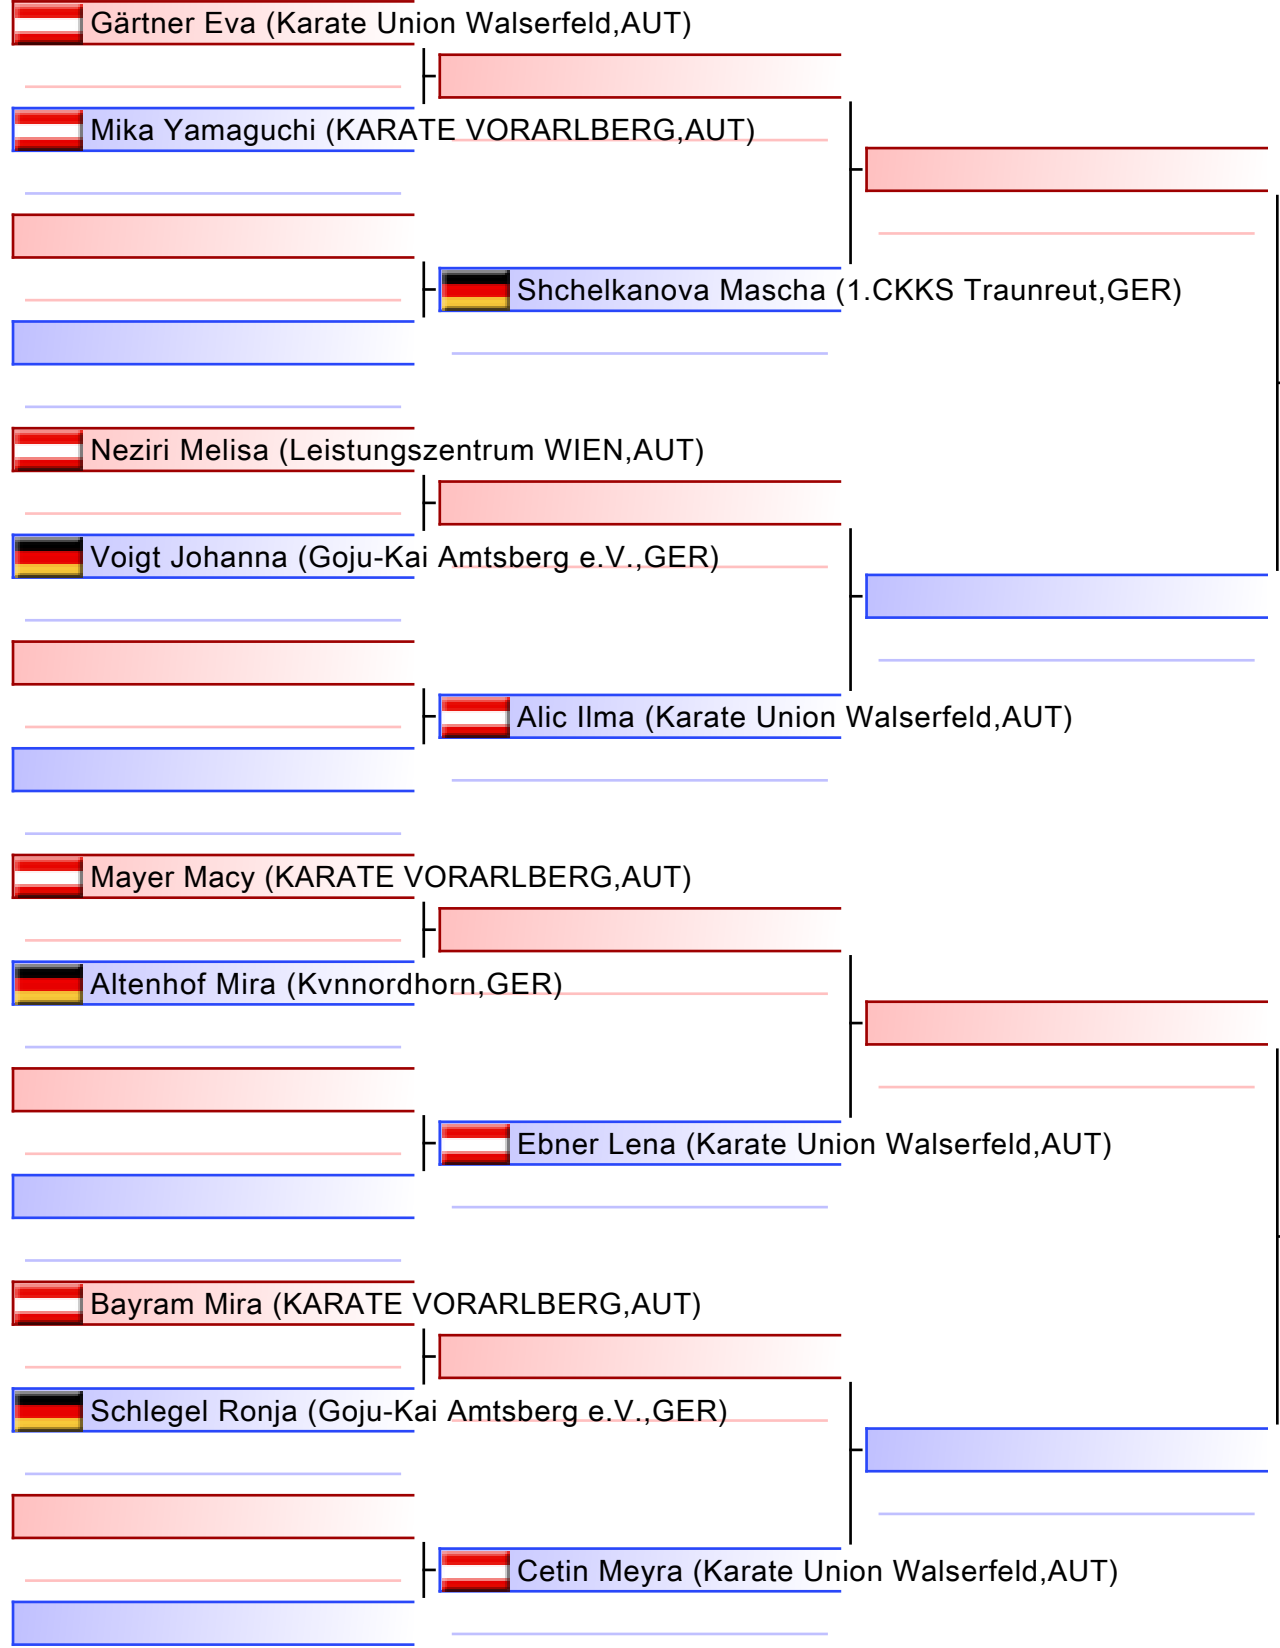 Gärtner Eva (Karate Union Walserfeld,AUT)
Mika Yamaguchi (KARATE VORARLBERG,AUT)
Shchelkanova Mascha (1.CKKS Traunreut,GER)
Neziri Melisa (Leistungszentrum WIEN,AUT)
Voigt Johanna (Goju-Kai Amtsberg e.V.,GER)
Alic Ilma (Karate Union Walserfeld,AUT)
Mayer Macy (KARATE VORARLBERG,AUT)
Altenhof Mira (Kvnnordhorn,GER)
Ebner Lena (Karate Union Walserfeld,AUT)
Bayram Mira (KARATE VORARLBERG,AUT)
Schlegel Ronja (Goju-Kai Amtsberg e.V.,GER)
Cetin Meyra (Karate Union Walserfeld,AUT)